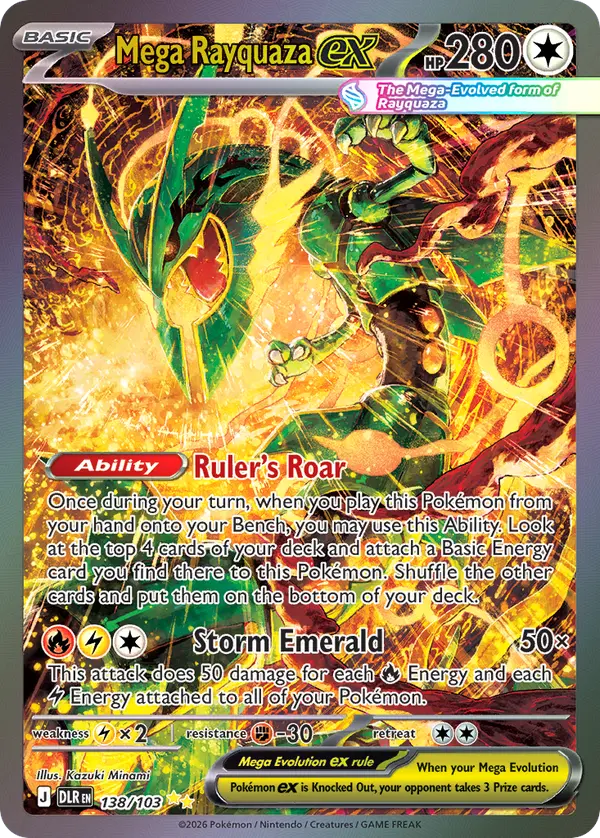 BASIC
Mega Rayquaza ex HP 280
The Mega-Evolved form of
Rayquaza
Ability Ruler's Roar
Once during your turn, when you play this Pokémon from
your hand onto your Bench, you may use this Ability. Look
at the top 4 cards of your deck and attach a Basic Energy
card you find there to this Pokémon. Shuffle the other
cards and put them on the bottom of your deck.
Storm Emerald 50×
This attack does 50 damage for each Energy and each
Energy attached to all of your Pokémon.
weakness ×2 resistance -30 retreat
Illus. Kazuki Minami
Mega Evolution ex rule
When your Mega Evolution
Pokémon ex is Knocked Out, your opponent takes 3 Prize cards.
J DLR EN 138/103
©2026 Pokémon / Nintendo / Creatures / GAME FREAK